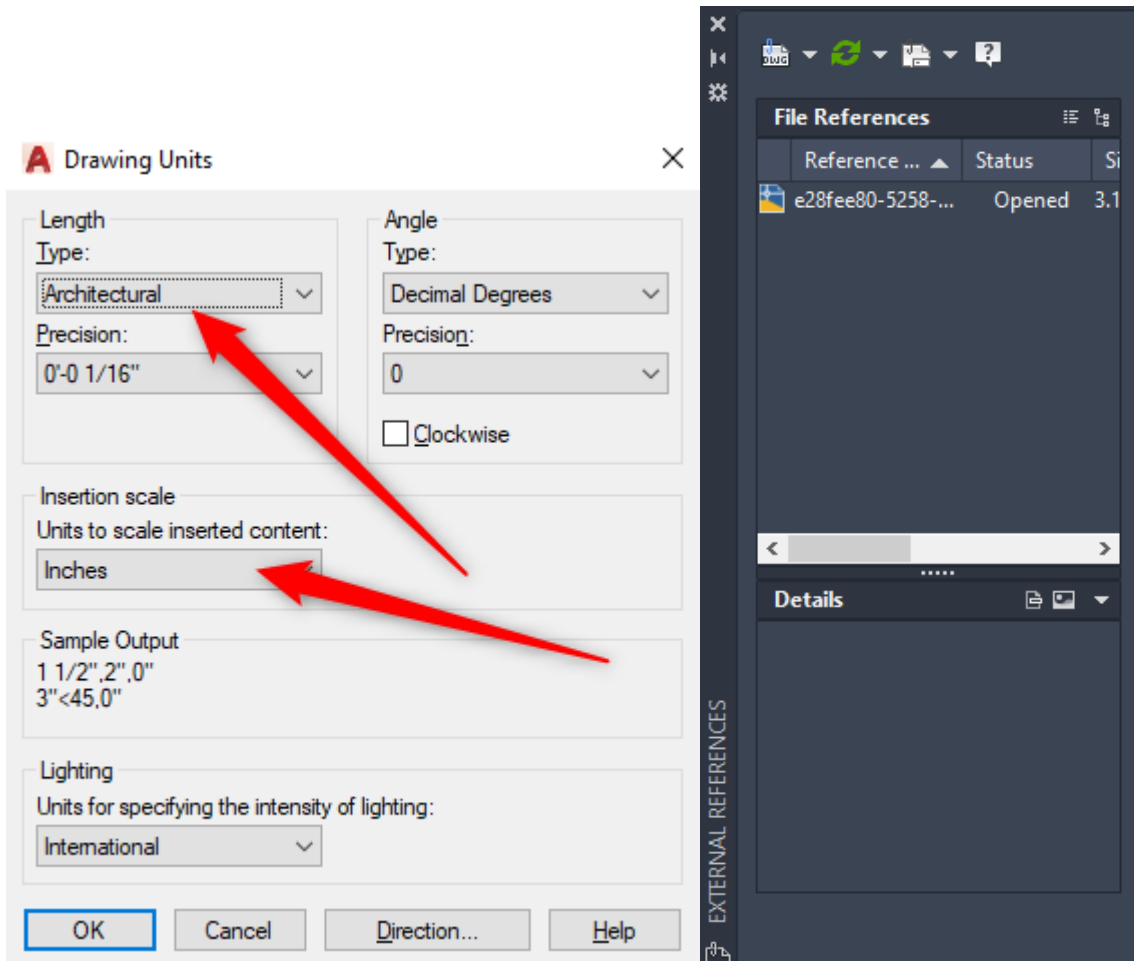 Drawing Units
Length
Type:
Architectural
Precision:
0'-0 1/16"
Angle
Type:
Decimal Degrees
Precision:
0
Clockwise
Insertion scale
Units to scale inserted content:
Inches
Sample Output
1 1/2",2",0"
3"<45,0"
Lighting
Units for specifying the intensity of lighting:
International
OK
Cancel
Direction...
Help
DWG
File References
Reference ... Status Si
e28fee80-5258-... Opened 3.1
Details
EXTERNAL REFERENCES